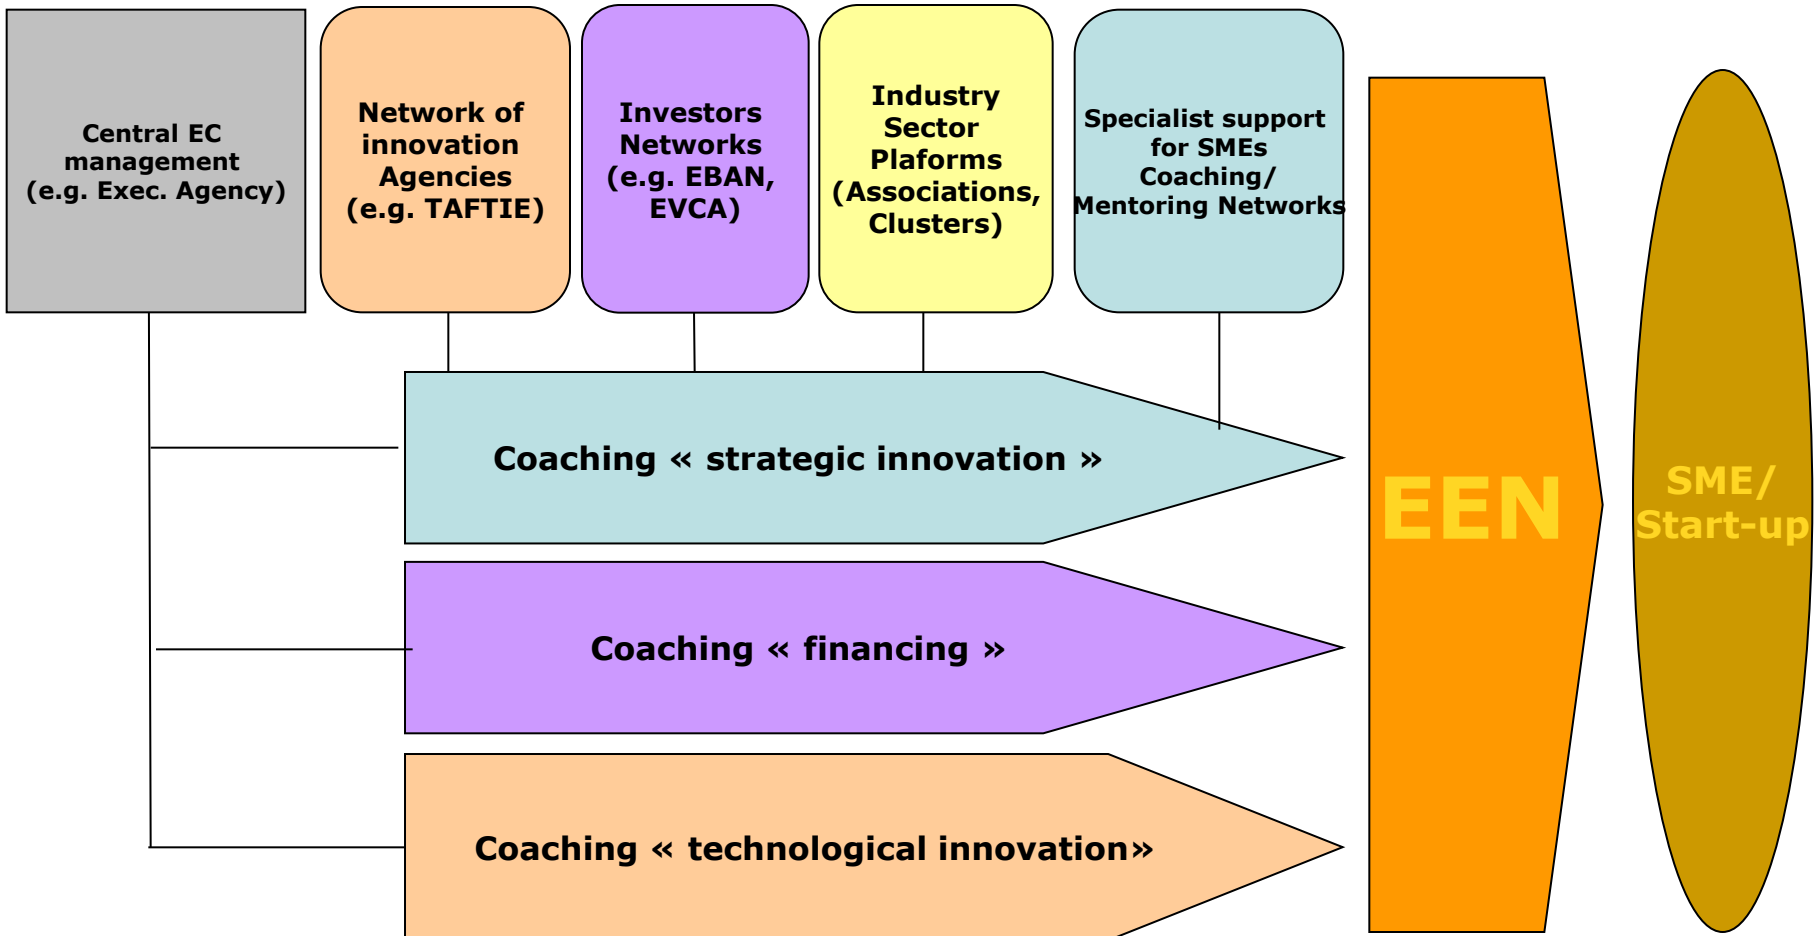 Central EC
management
(e.g. Exec. Agency)
Network of
innovation
Agencies
(e.g. TAFTIE)
Investors
Networks
(e.g. EBAN,
EVCA)
Industry
Sector
Plaforms
(Associations,
Clusters)
Specialist support
for SMEs
Coaching/
Mentoring Networks
Coaching « strategic innovation »
Coaching « financing »
Coaching « technological innovation»
EEN
SME/
Start-up